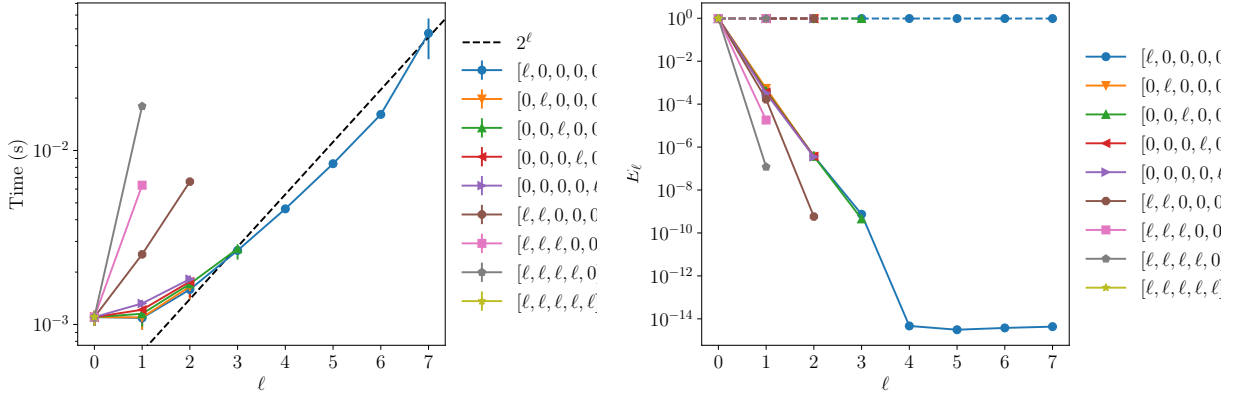 Time (s)
10⁻²
10⁻³
0 1 2 3 4 5 6 7
ℓ
2^ℓ
[ℓ, 0, 0, 0, 0
[0, ℓ, 0, 0, 0
[0, 0, ℓ, 0, 0
[0, 0, 0, ℓ, 0
[0, 0, 0, 0, ℓ
[ℓ, ℓ, 0, 0, 0
[ℓ, ℓ, ℓ, 0, 0
[ℓ, ℓ, ℓ, ℓ, 0
[ℓ, ℓ, ℓ, ℓ, ℓ]
E_ℓ
10⁰
10⁻²
10⁻⁴
10⁻⁶
10⁻⁸
10⁻¹⁰
10⁻¹²
10⁻¹⁴
0 1 2 3 4 5 6 7
ℓ
[ℓ, 0, 0, 0, 0
[0, ℓ, 0, 0, 0
[0, 0, ℓ, 0, 0
[0, 0, 0, ℓ, 0
[0, 0, 0, 0, ℓ
[ℓ, ℓ, 0, 0, 0
[ℓ, ℓ, ℓ, 0, 0
[ℓ, ℓ, ℓ, ℓ, 0
[ℓ, ℓ, ℓ, ℓ, ℓ]